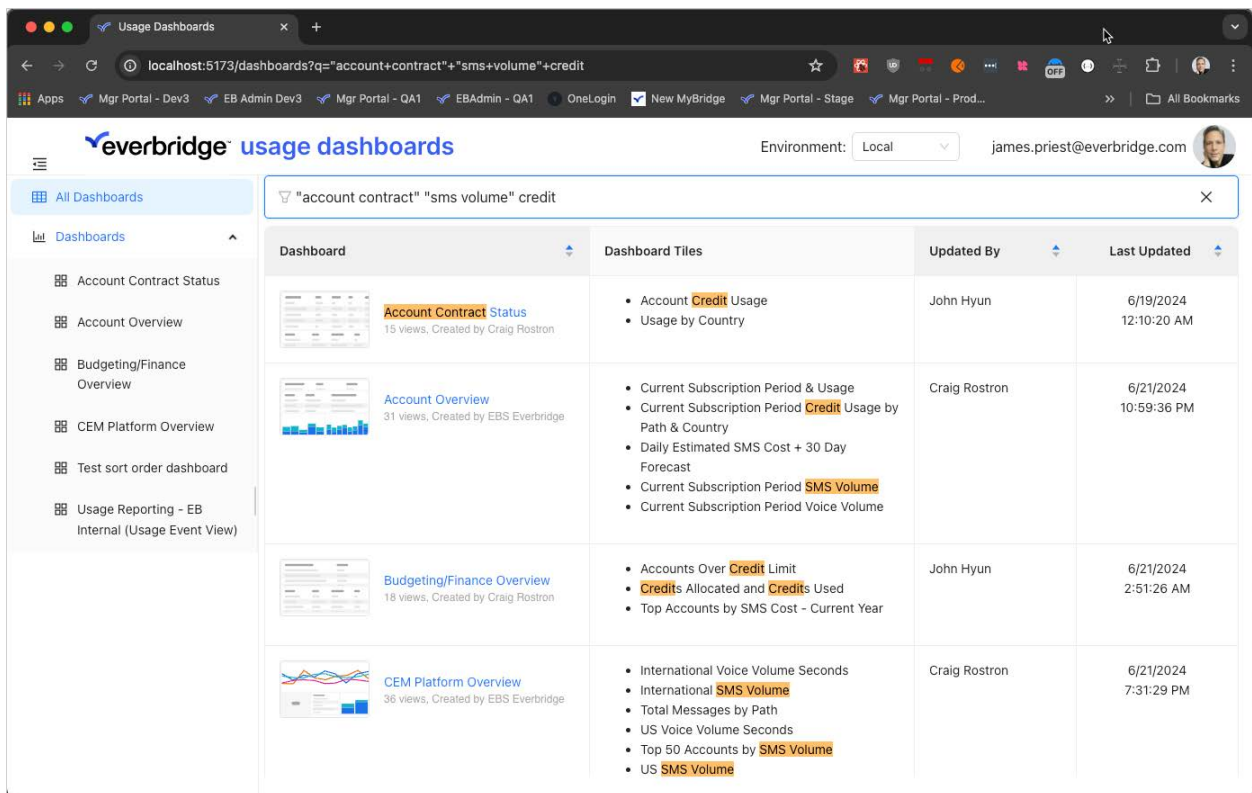 Usage Dashboards
localhost:5173/dashboards?q="account+contract"+"sms+volume"+credit
OFF
Apps Mgr Portal - Dev3 EB Admin Dev3 Mgr Portal - QA1 EBAdmin - QA1 OneLogin New MyBridge Mgr Portal - Stage Mgr Portal - Prod... » All Bookmarks
everbridge™ usage dashboards
Environment: Local
james.priest@everbridge.com
All Dashboards
Dashboards
Account Contract Status
Account Overview
Budgeting/Finance
Overview
CEM Platform Overview
Test sort order dashboard
Usage Reporting - EB
Internal (Usage Event View)
"account contract" "sms volume" credit
Dashboard Dashboard Tiles Updated By Last Updated
Account Contract Status
15 views, Created by Craig Rostron
• Account Credit Usage
• Usage by Country
John Hyun
6/19/2024
12:10:20 AM
Account Overview
31 views, Created by EBS Everbridge
• Current Subscription Period & Usage
• Current Subscription Period Credit Usage by
Path & Country
• Daily Estimated SMS Cost + 30 Day
Forecast
• Current Subscription Period SMS Volume
• Current Subscription Period Voice Volume
Craig Rostron
6/21/2024
10:59:36 PM
Budgeting/Finance Overview
18 views, Created by Craig Rostron
• Accounts Over Credit Limit
• Credits Allocated and Credits Used
• Top Accounts by SMS Cost - Current Year
John Hyun
6/21/2024
2:51:26 AM
CEM Platform Overview
36 views, Created by EBS Everbridge
• International Voice Volume Seconds
• International SMS Volume
• Total Messages by Path
• US Voice Volume Seconds
• Top 50 Accounts by SMS Volume
• US SMS Volume
Craig Rostron
6/21/2024
7:31:29 PM